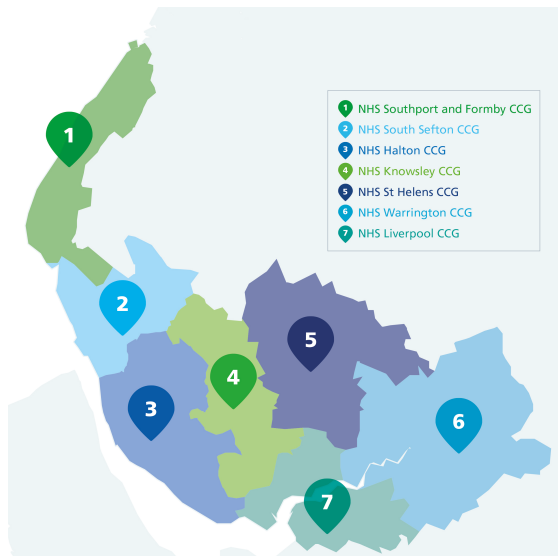 1 NHS Southport and Formby CCG
2 NHS South Sefton CCG
3 NHS Halton CCG
4 NHS Knowsley CCG
5 NHS St Helens CCG
6 NHS Warrington CCG
7 NHS Liverpool CCG
1
2
5
4
3
6
7